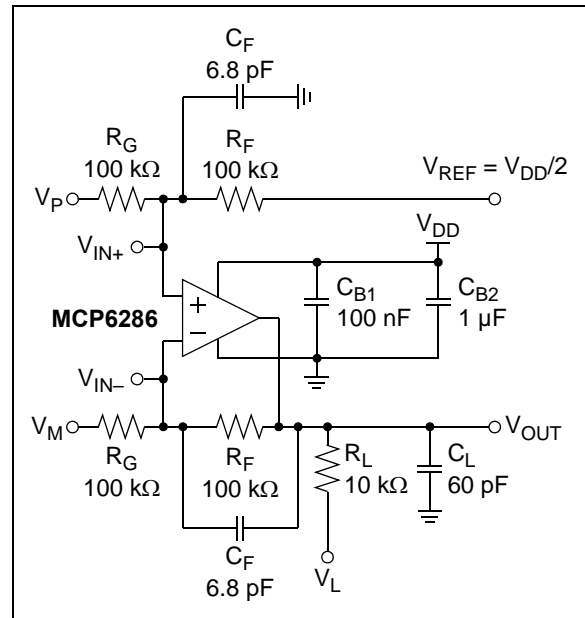 C_F
6.8 pF
R_G
100 kΩ
R_F
100 kΩ
V_REF = V_DD/2
V_P
V_DD
V_IN+
C_B1
100 nF
C_B2
1 µF
+
MCP6286
–
V_IN–
V_M
V_OUT
R_G
100 kΩ
R_F
100 kΩ
R_L
10 kΩ
C_L
60 pF
C_F
6.8 pF
V_L